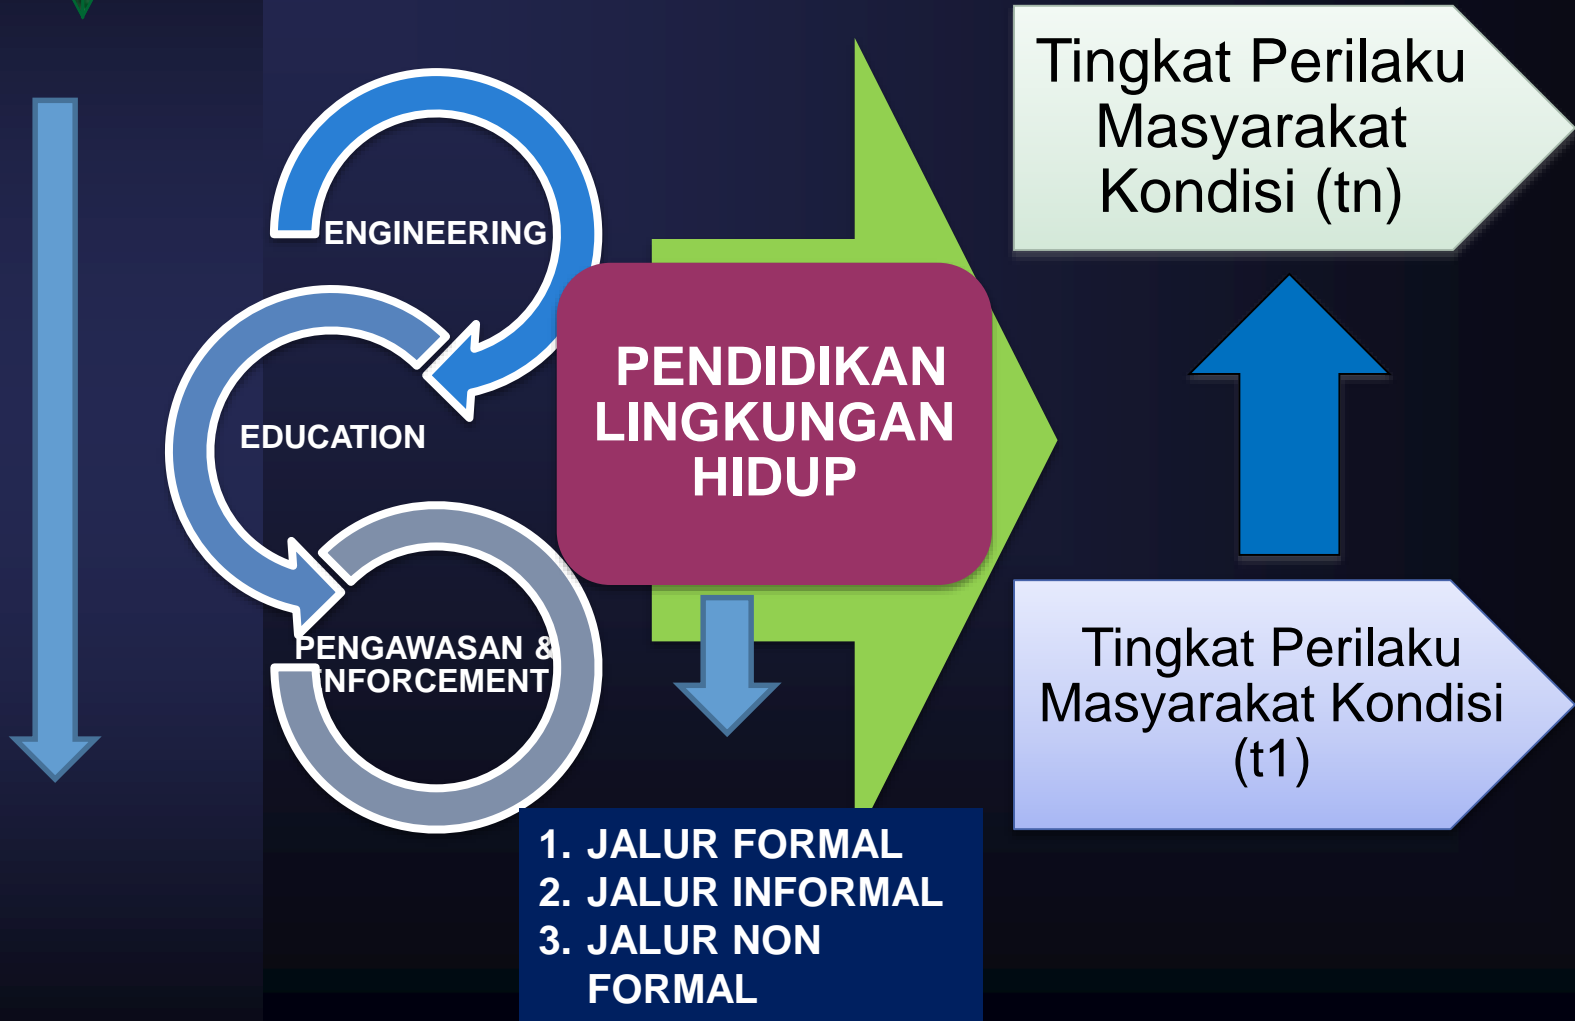 ENGINEERING
EDUCATION
PENGAWASAN &
NFORCEMENT
PENDIDIKAN
LINGKUNGAN
HIDUP
1. JALUR FORMAL
2. JALUR INFORMAL
3. JALUR NON
FORMAL
Tingkat Perilaku
Masyarakat
Kondisi (tn)
Tingkat Perilaku
Masyarakat Kondisi
(t1)